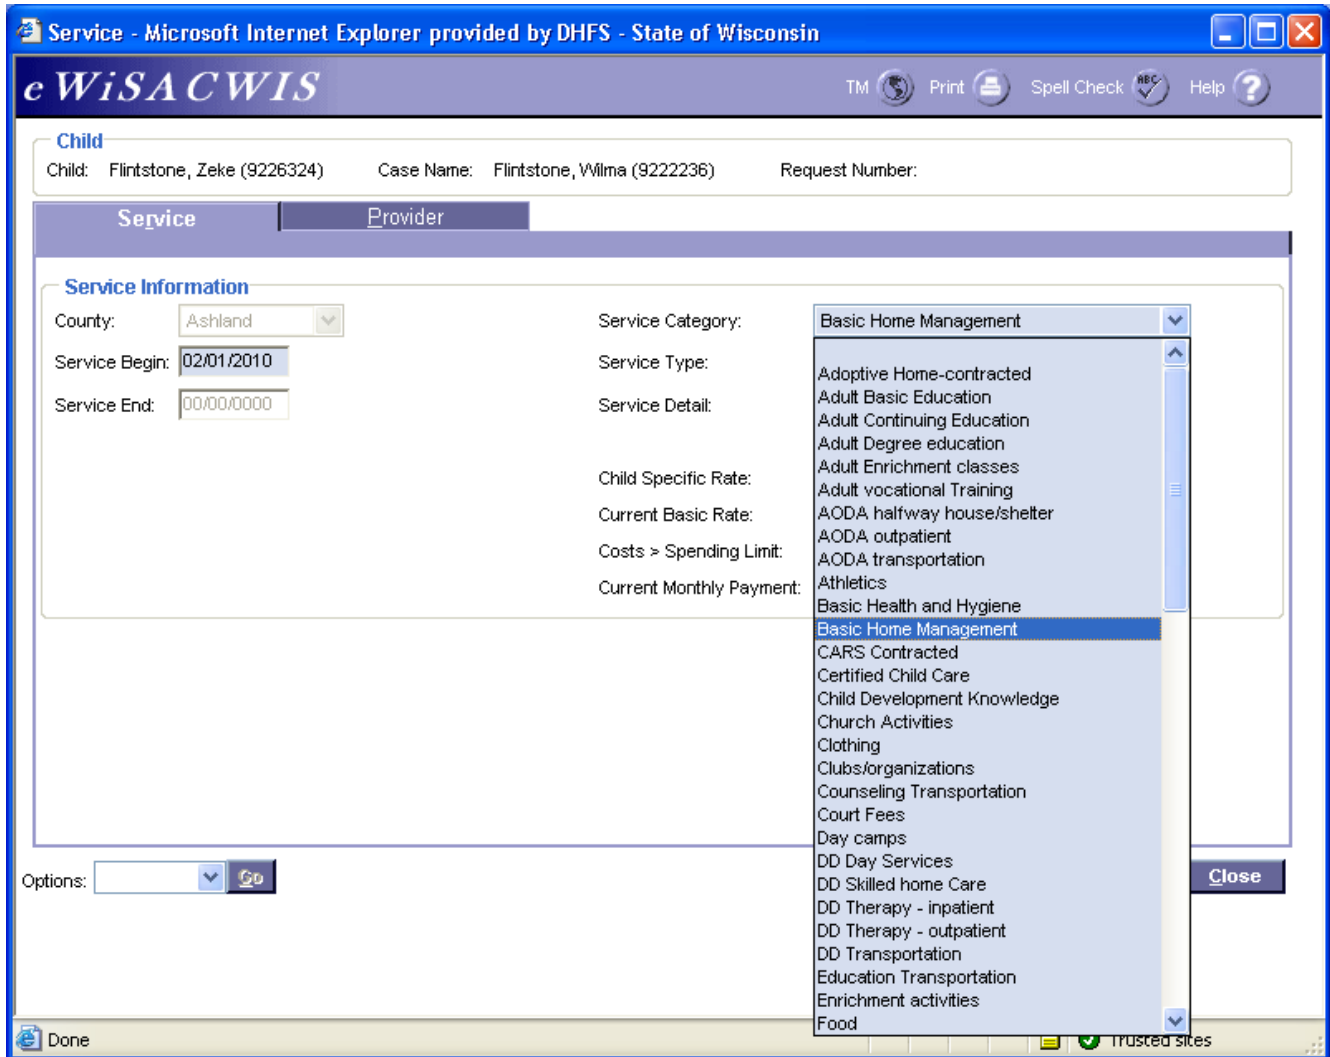 Service - Microsoft Internet Explorer provided by DHFS - State of Wisconsin
eWiSACWIS
TM Print Spell Check ABC Help ?
Child
Child: Flintstone, Zeke (9226324) Case Name: Flintstone, Wilma (9222236) Request Number:
Service Provider
Service Information
County: Ashland Service Category: Basic Home Management
Service Begin: 02/01/2010 Service Type:
Service End: 00/00/0000 Service Detail:
Child Specific Rate:
Current Basic Rate:
Costs > Spending Limit:
Current Monthly Payment:
Adoptive Home-contracted
Adult Basic Education
Adult Continuing Education
Adult Degree education
Adult Enrichment classes
Adult vocational Training
AODA halfway house/shelter
AODA outpatient
AODA transportation
Athletics
Basic Health and Hygiene
Basic Home Management
CARS Contracted
Certified Child Care
Child Development Knowledge
Church Activities
Clothing
Clubs/organizations
Counseling Transportation
Court Fees
Day camps
DD Day Services
DD Skilled home Care
DD Therapy - inpatient
DD Therapy - outpatient
DD Transportation
Education Transportation
Enrichment activities
Food
Options: Go Close
Done Trusted sites